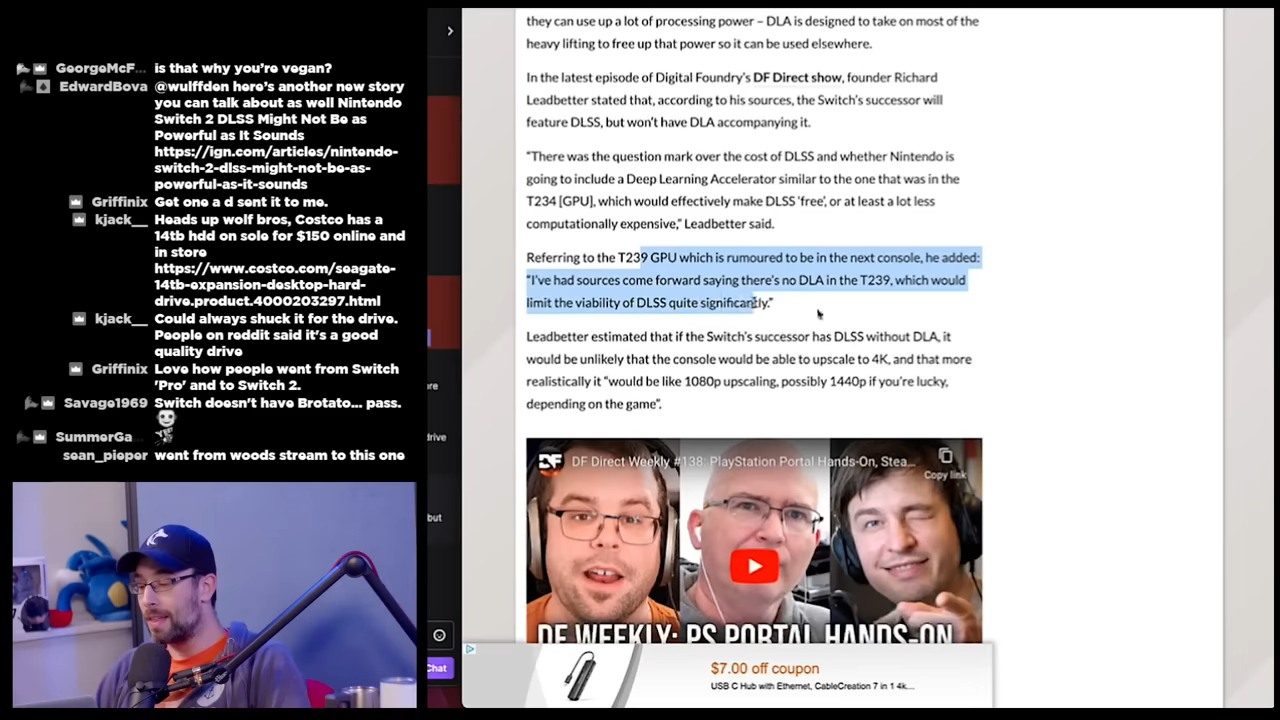 GeorgeMcF... is that why you're vegan?
EdwardBova @wulffden here's another new story
you can talk about as well Nintendo
Switch 2 DLSS Might Not Be as
Powerful as It Sounds
https://ign.com/articles/nintendo-
switch-2-dlss-might-not-be-as-
powerful-as-it-sounds
Griffinix Get one a d sent it to me.
kjack__ Heads up wolf bros, Costco has a
14tb hdd on sole for $150 online and
in store
https://www.costco.com/seagate-
14tb-expansion-desktop-hard-
drive.product.4000203297.html
kjack__ Could always shuck it for the drive.
People on reddit said it's a good
quality drive
Griffinix Love how people went from Switch
'Pro' and to Switch 2.
Savage1969 Switch doesn't have Brotato... pass.
SummerGa...
sean_pieper went from woods stream to this one
they can use up a lot of processing power – DLA is designed to take on most of the
heavy lifting to free up that power so it can be used elsewhere.
In the latest episode of Digital Foundry's DF Direct show, founder Richard
Leadbetter stated that, according to his sources, the Switch's successor will
feature DLSS, but won't have DLA accompanying it.
“There was the question mark over the cost of DLSS and whether Nintendo is
going to include a Deep Learning Accelerator similar to the one that was in the
T234 [GPU], which would effectively make DLSS ‘free’, or at least a lot less
computationally expensive,” Leadbetter said.
Referring to the T239 GPU which is rumoured to be in the next console, he added:
“I've had sources come forward saying there's no DLA in the T239, which would
limit the viability of DLSS quite significantly.”
Leadbetter estimated that if the Switch's successor has DLSS without DLA, it
would be unlikely that the console would be able to upscale to 4K, and that more
realistically it “would be like 1080p upscaling, possibly 1440p if you're lucky,
depending on the game”.
re
drive
but
Chat
DF DF Direct Weekly #138: PlayStation Portal Hands-On, Stea...
Copy link
DF WEEKLY: PS PORTAL HANDS-ON
$7.00 off coupon
USB C Hub with Ethernet, CableCreation 7 in 1 4k...